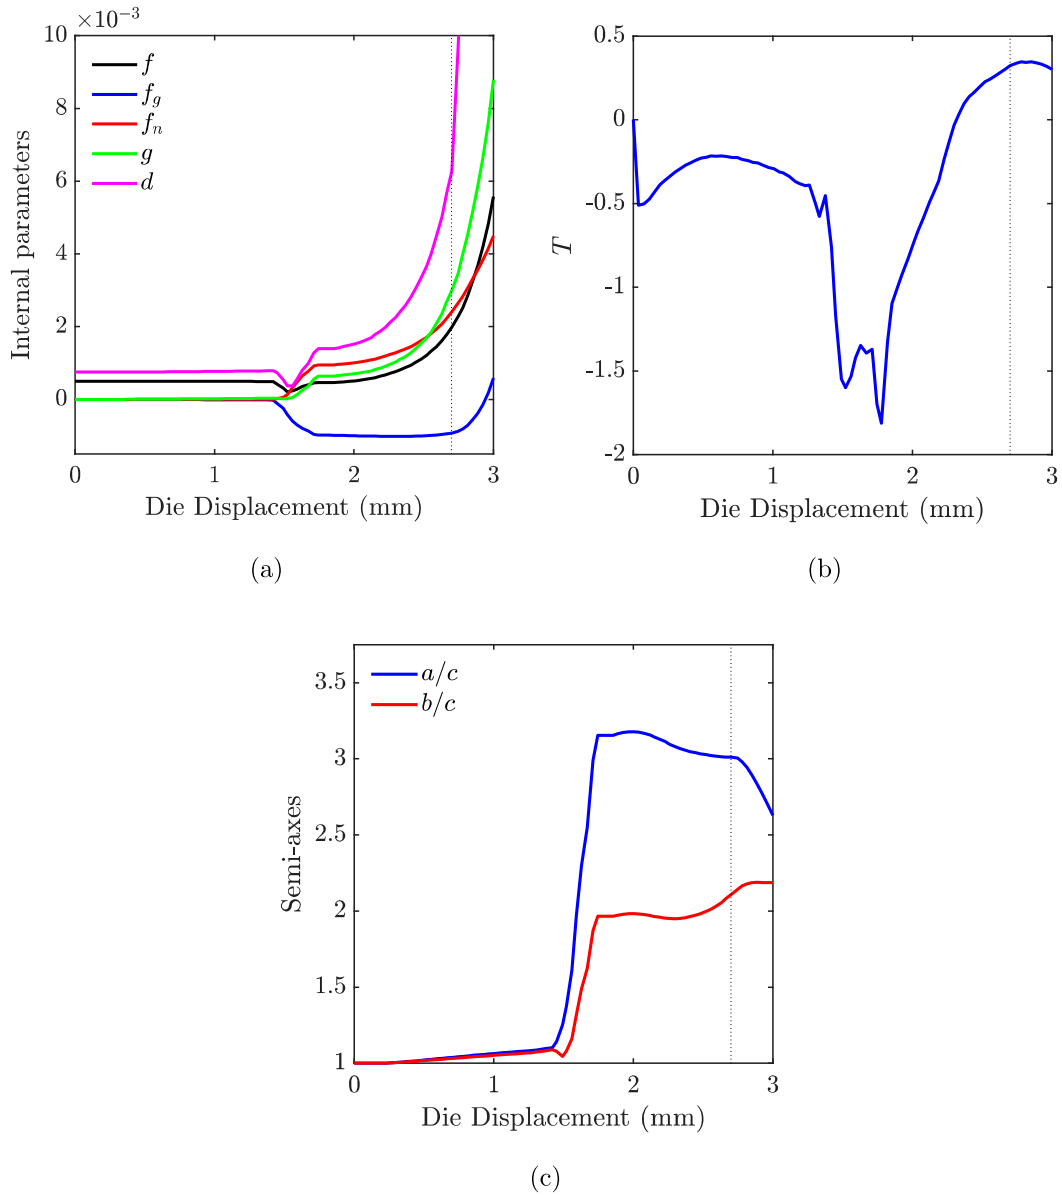 ×10⁻³
10
8
6
4
2
0
Internal parameters
f
f_g
f_n
g
d
0 1 2 3
Die Displacement (mm)
(a)
0.5
0
-0.5
-1
-1.5
-2
T
0 1 2 3
Die Displacement (mm)
(b)
3.5
3
2.5
2
1.5
1
Semi-axes
a/c
b/c
0 1 2 3
Die Displacement (mm)
(c)